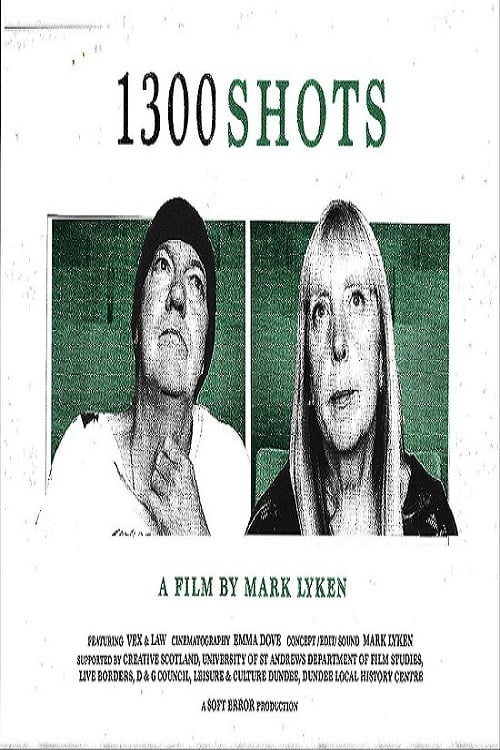 1300 SHOTS
A FILM BY MARK LYKEN
FEATURING VEX & LAW CINEMATOGRAPHY EMMA DOVE CONCEPT/EDIT/SOUND MARK LYKEN
SUPPORTED BY CREATIVE SCOTLAND, UNIVERSITY OF ST ANDREWS DEPARTMENT OF FILM STUDIES,
LIVE BORDERS, D & G COUNCIL, LEISURE & CULTURE DUNDEE, DUNDEE LOCAL HISTORY CENTRE
A SOFT ERROR PRODUCTION